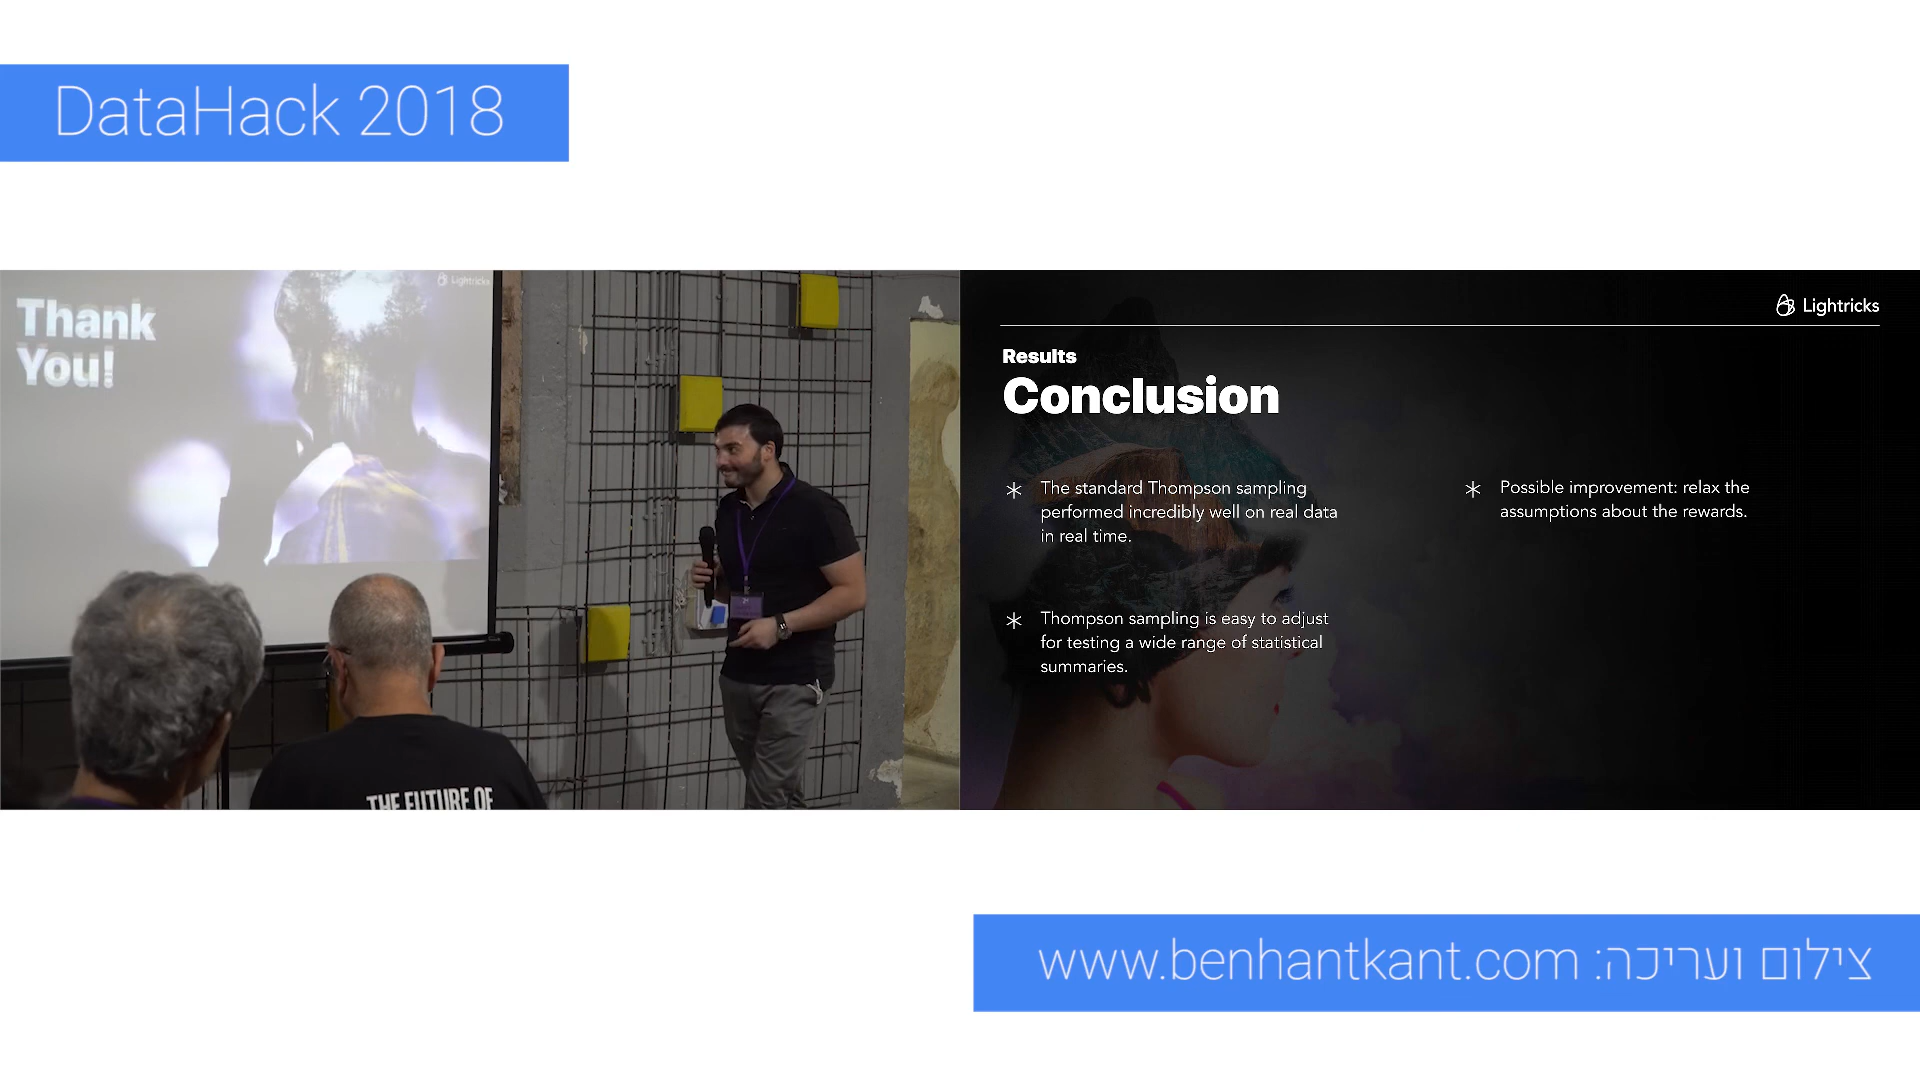 DataHack 2018
Lightricks
Thank
You!
THE FUTURE OF
Lightricks
Results
Conclusion
The standard Thompson sampling
performed incredibly well on real data
in real time.
Thompson sampling is easy to adjust
for testing a wide range of statistical
summaries.
Possible improvement: relax the
assumptions about the rewards.
צילום ועריכה: www.benhantkant.com